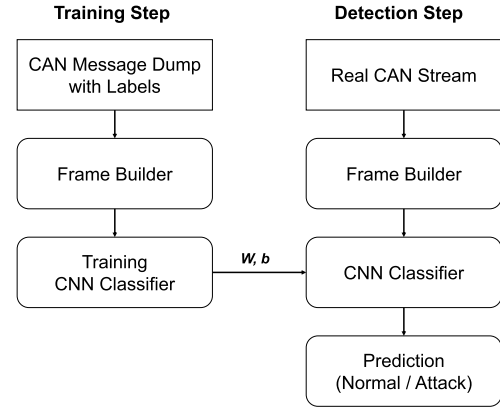 Training Step
CAN Message Dump
with Labels
Frame Builder
Training
CNN Classifier
W, b
Detection Step
Real CAN Stream
Frame Builder
CNN Classifier
Prediction
(Normal / Attack)